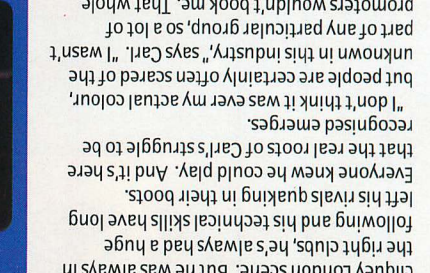 cliquey London scene. But he was always in
the right clubs, he's always had a huge
following and his technical skills have long
left his rivals quaking in their boots.
Everyone knew he could play. And it's here
that the real roots of Carl's struggle to be
recognised emerges.
"I don't think it was ever my actual colour,
but people are certainly often scared of the
unknown in this industry," says Carl. "I wasn't
part of any particular group, so a lot of
promoters wouldn't book me. That whole